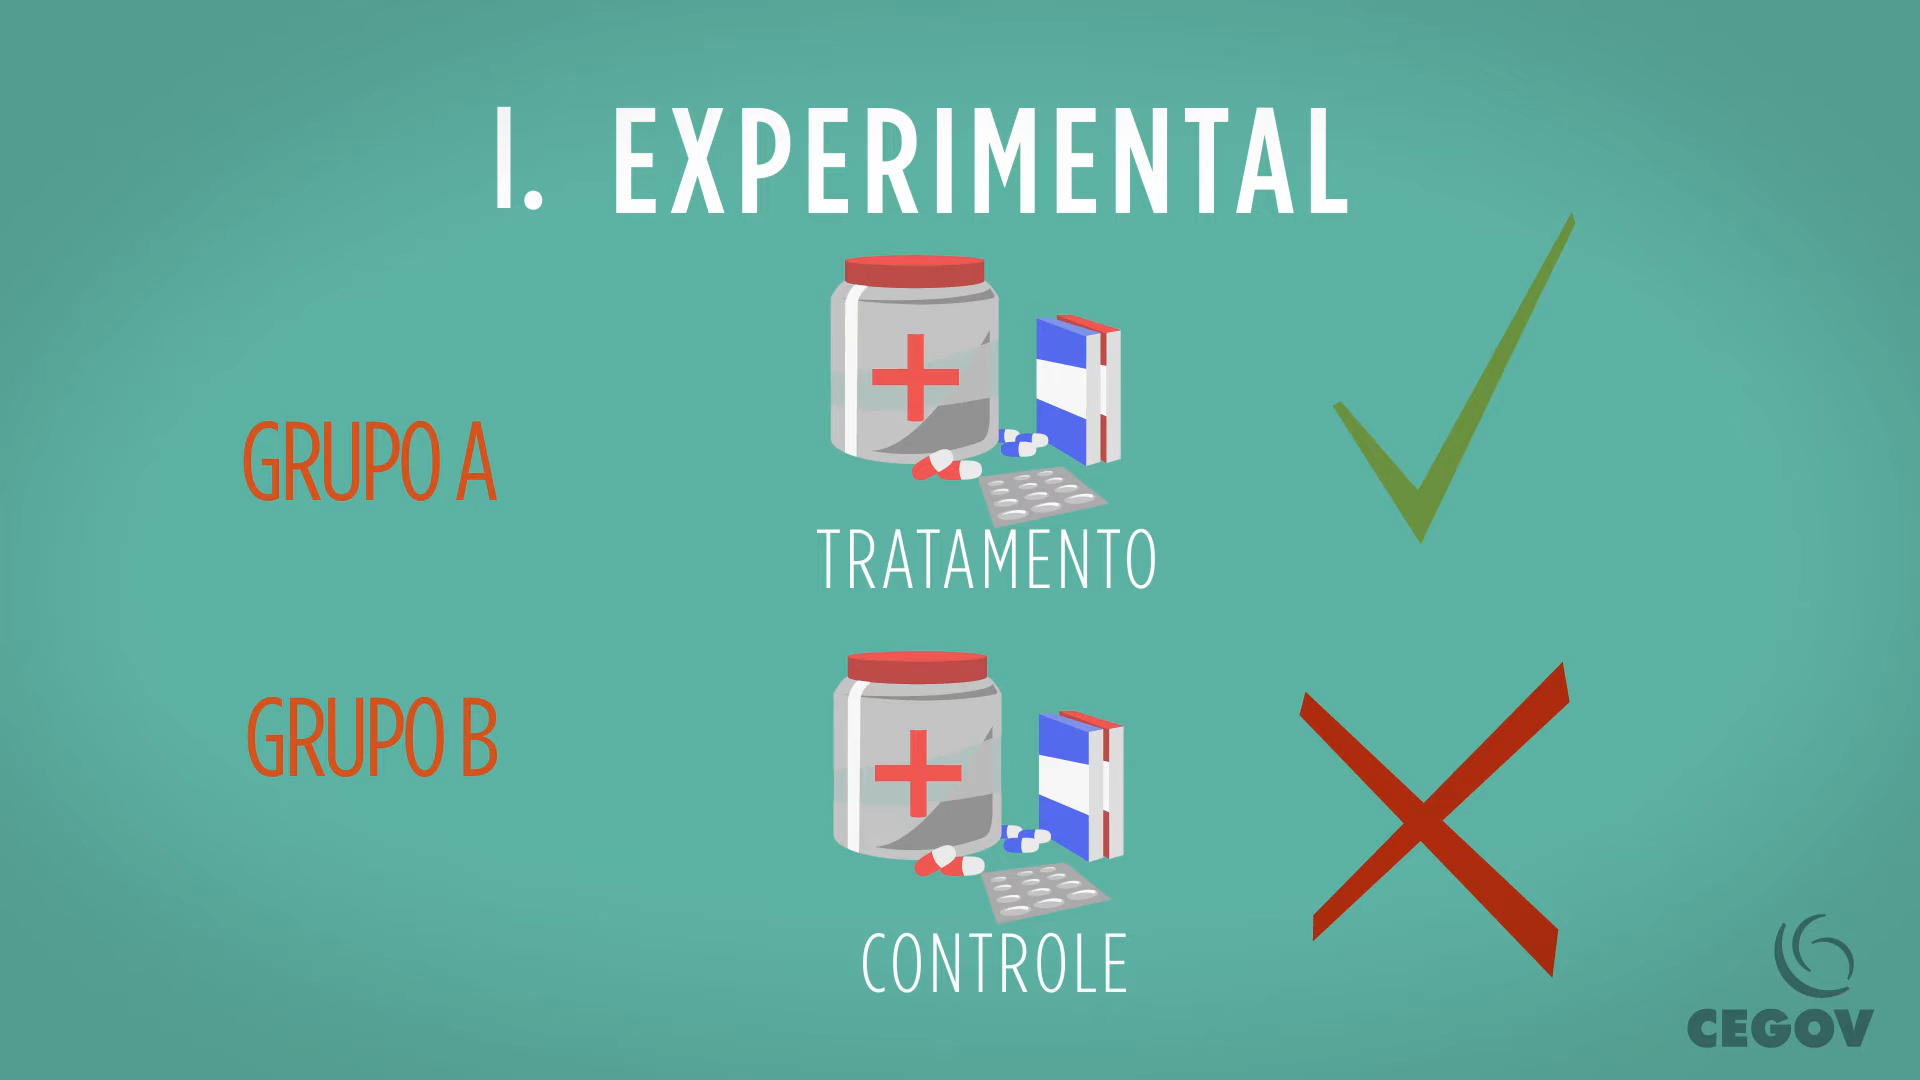 I. EXPERIMENTAL
GRUPO A
TRATAMENTO
GRUPO B
CONTROLE
CEGOV